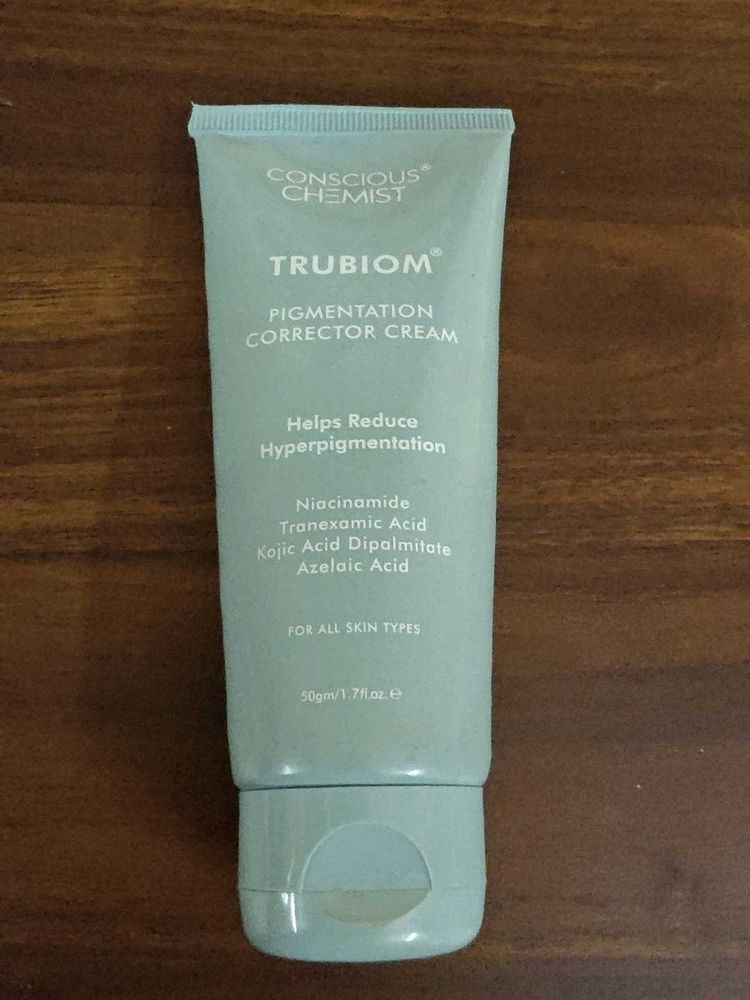 CONSCIOUS®
CHEMIST
TRUBIOM®
PIGMENTATION
CORRECTOR CREAM
Helps Reduce
Hyperpigmentation
Niacinamide
Tranexamic Acid
Kojic Acid Dipalmitate
Azelaic Acid
FOR ALL SKIN TYPES
50gm/1.7fl.oz.℮